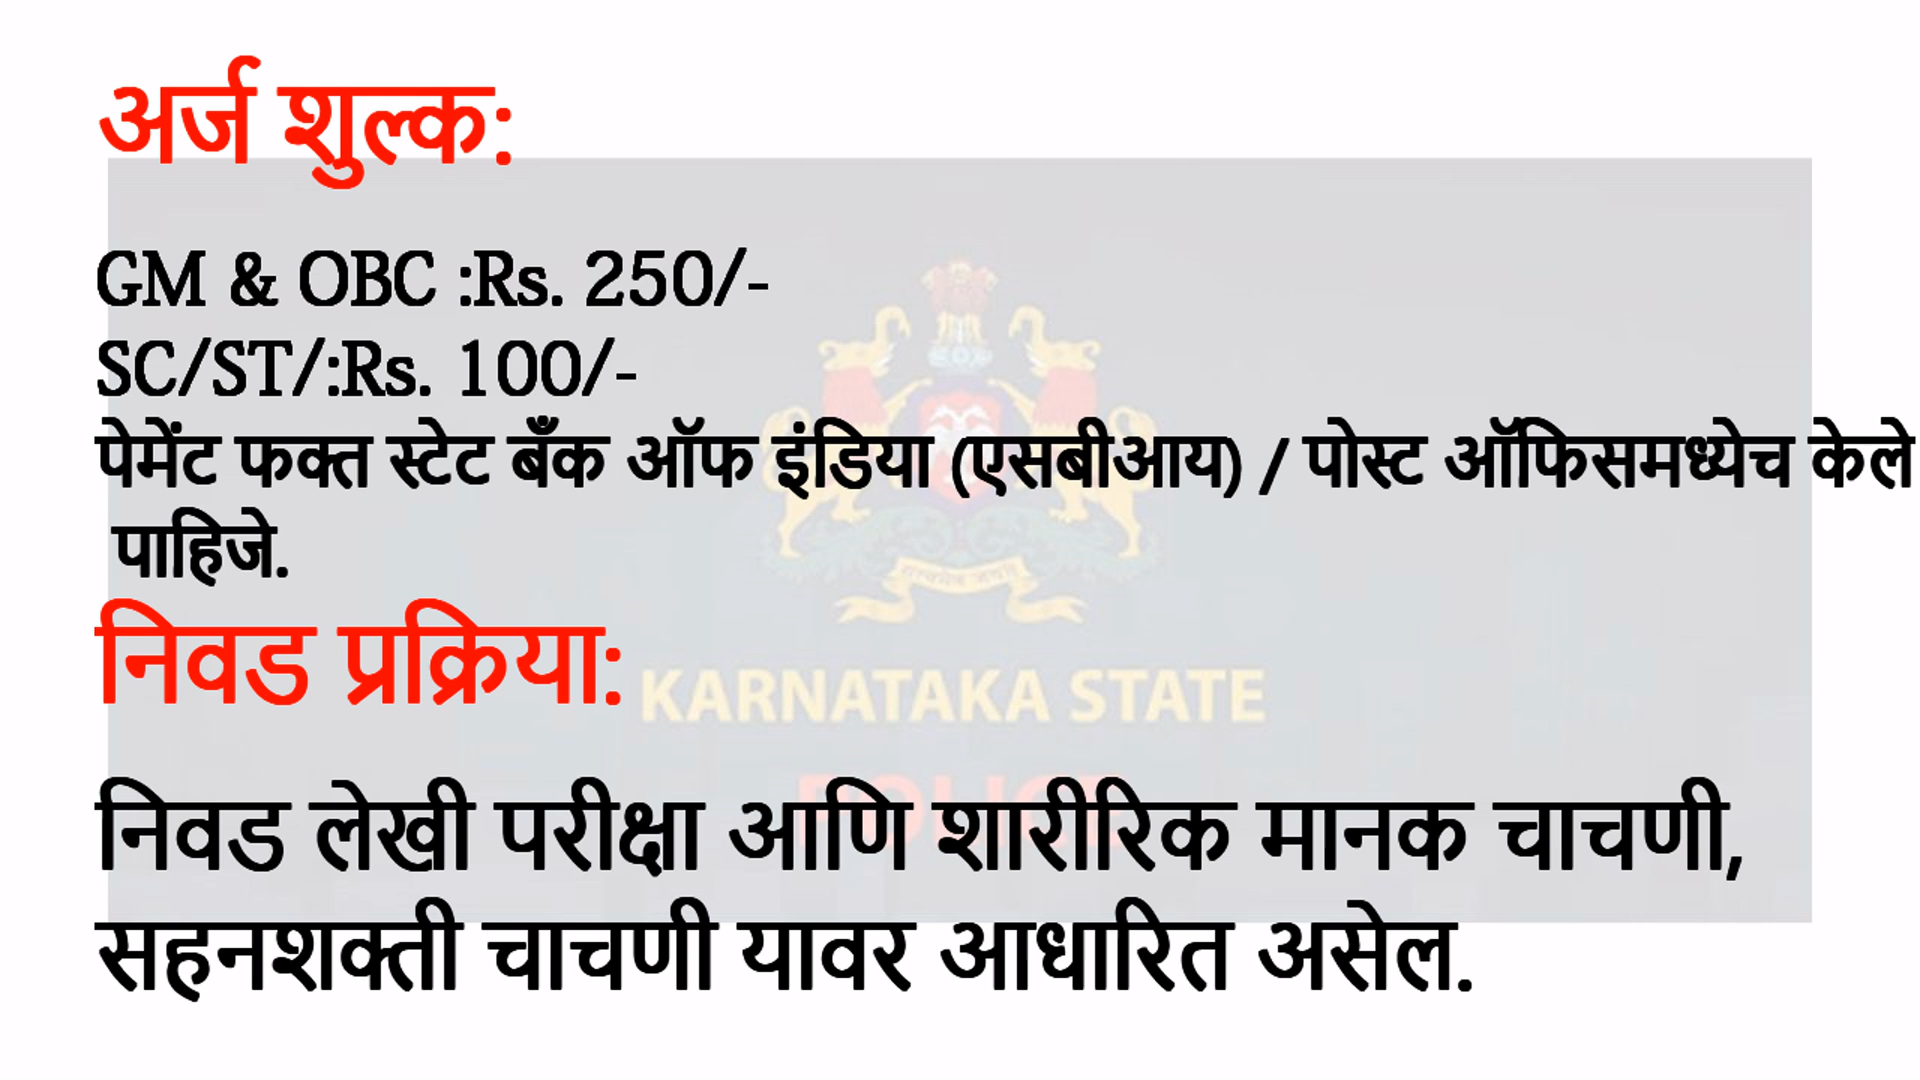 अर्ज शुल्क:
GM & OBC :Rs. 250/-
SC/ST/:Rs. 100/-
पेमेंट फक्त स्टेट बँक ऑफ इंडिया (एसबीआय) / पोस्ट ऑफिसमध्येच केले
पाहिजे.
निवड प्रक्रिया:
KARNATAKA STATE
POLICE
निवड लेखी परीक्षा आणि शारीरिक मानक चाचणी,
सहनशक्ती चाचणी यावर आधारित असेल.